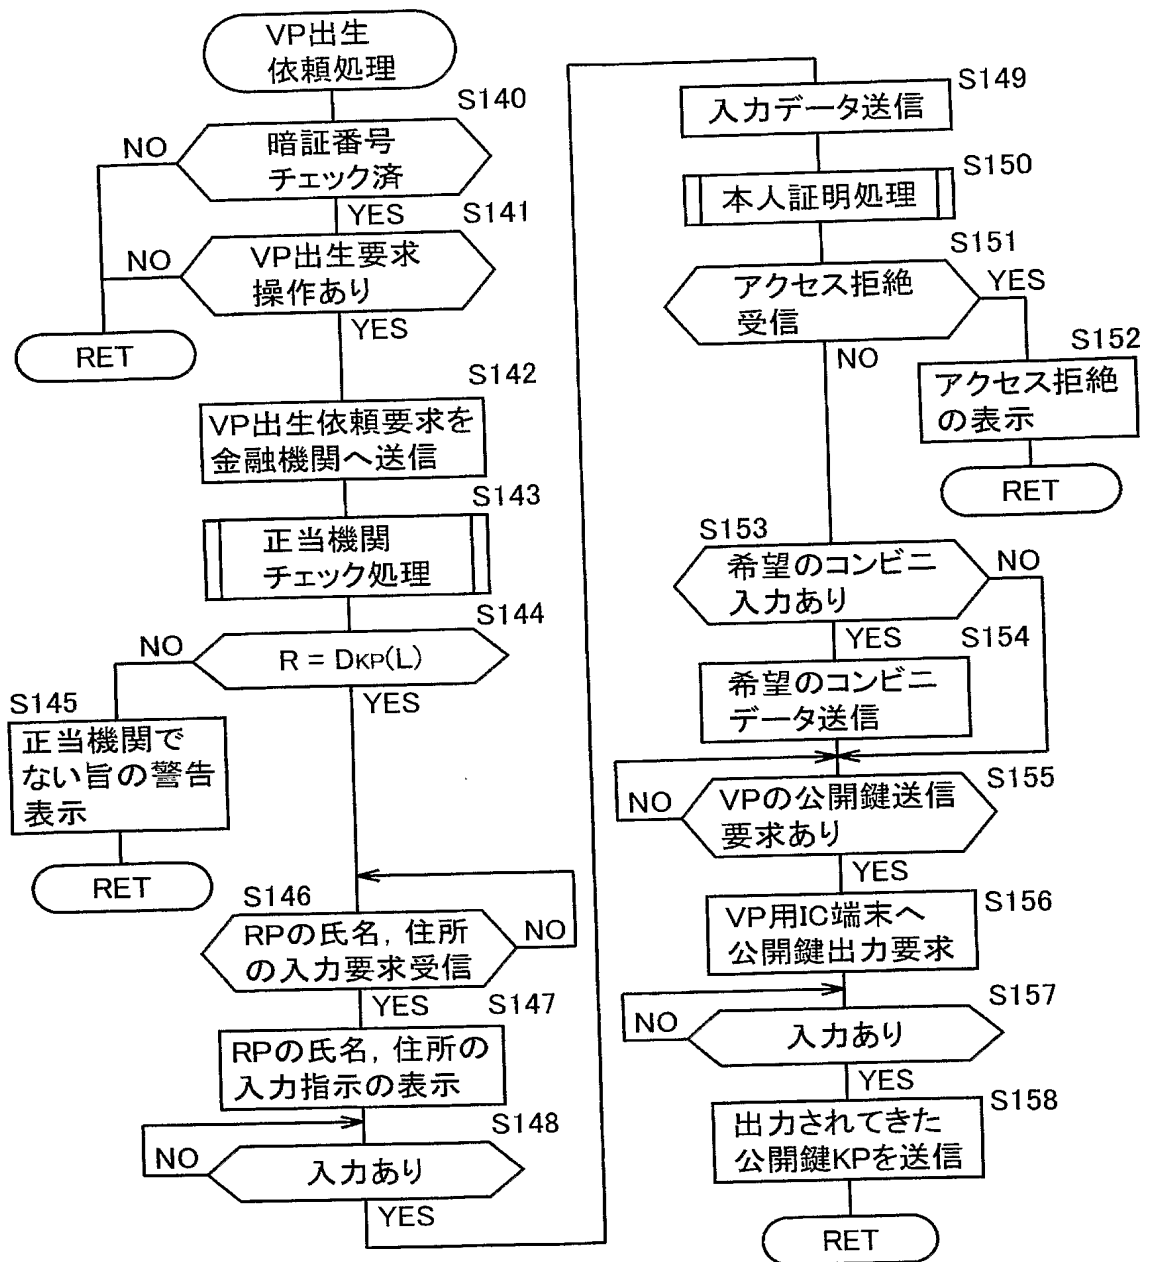 VP出生
依頼処理
S140
暗証番号
チェック済
NO
YES
S141
VP出生要求
操作あり
NO
YES
RET
S142
VP出生依頼要求を
金融機関へ送信
S143
正当機関
チェック処理
S144
R = DKP(L)
NO
YES
S145
正当機関で
ない旨の警告
表示
RET
S146
RPの氏名, 住所
の入力要求受信
NO
YES
S147
RPの氏名, 住所の
入力指示の表示
S148
入力あり
NO
YES
S149
入力データ送信
S150
本人証明処理
S151
アクセス拒絶
受信
YES
NO
S152
アクセス拒絶
の表示
RET
S153
希望のコンビニ
入力あり
NO
YES
S154
希望のコンビニ
データ送信
S155
VPの公開鍵送信
要求あり
NO
YES
S156
VP用IC端末へ
公開鍵出力要求
S157
入力あり
NO
YES
S158
出力されてきた
公開鍵KPを送信
RET